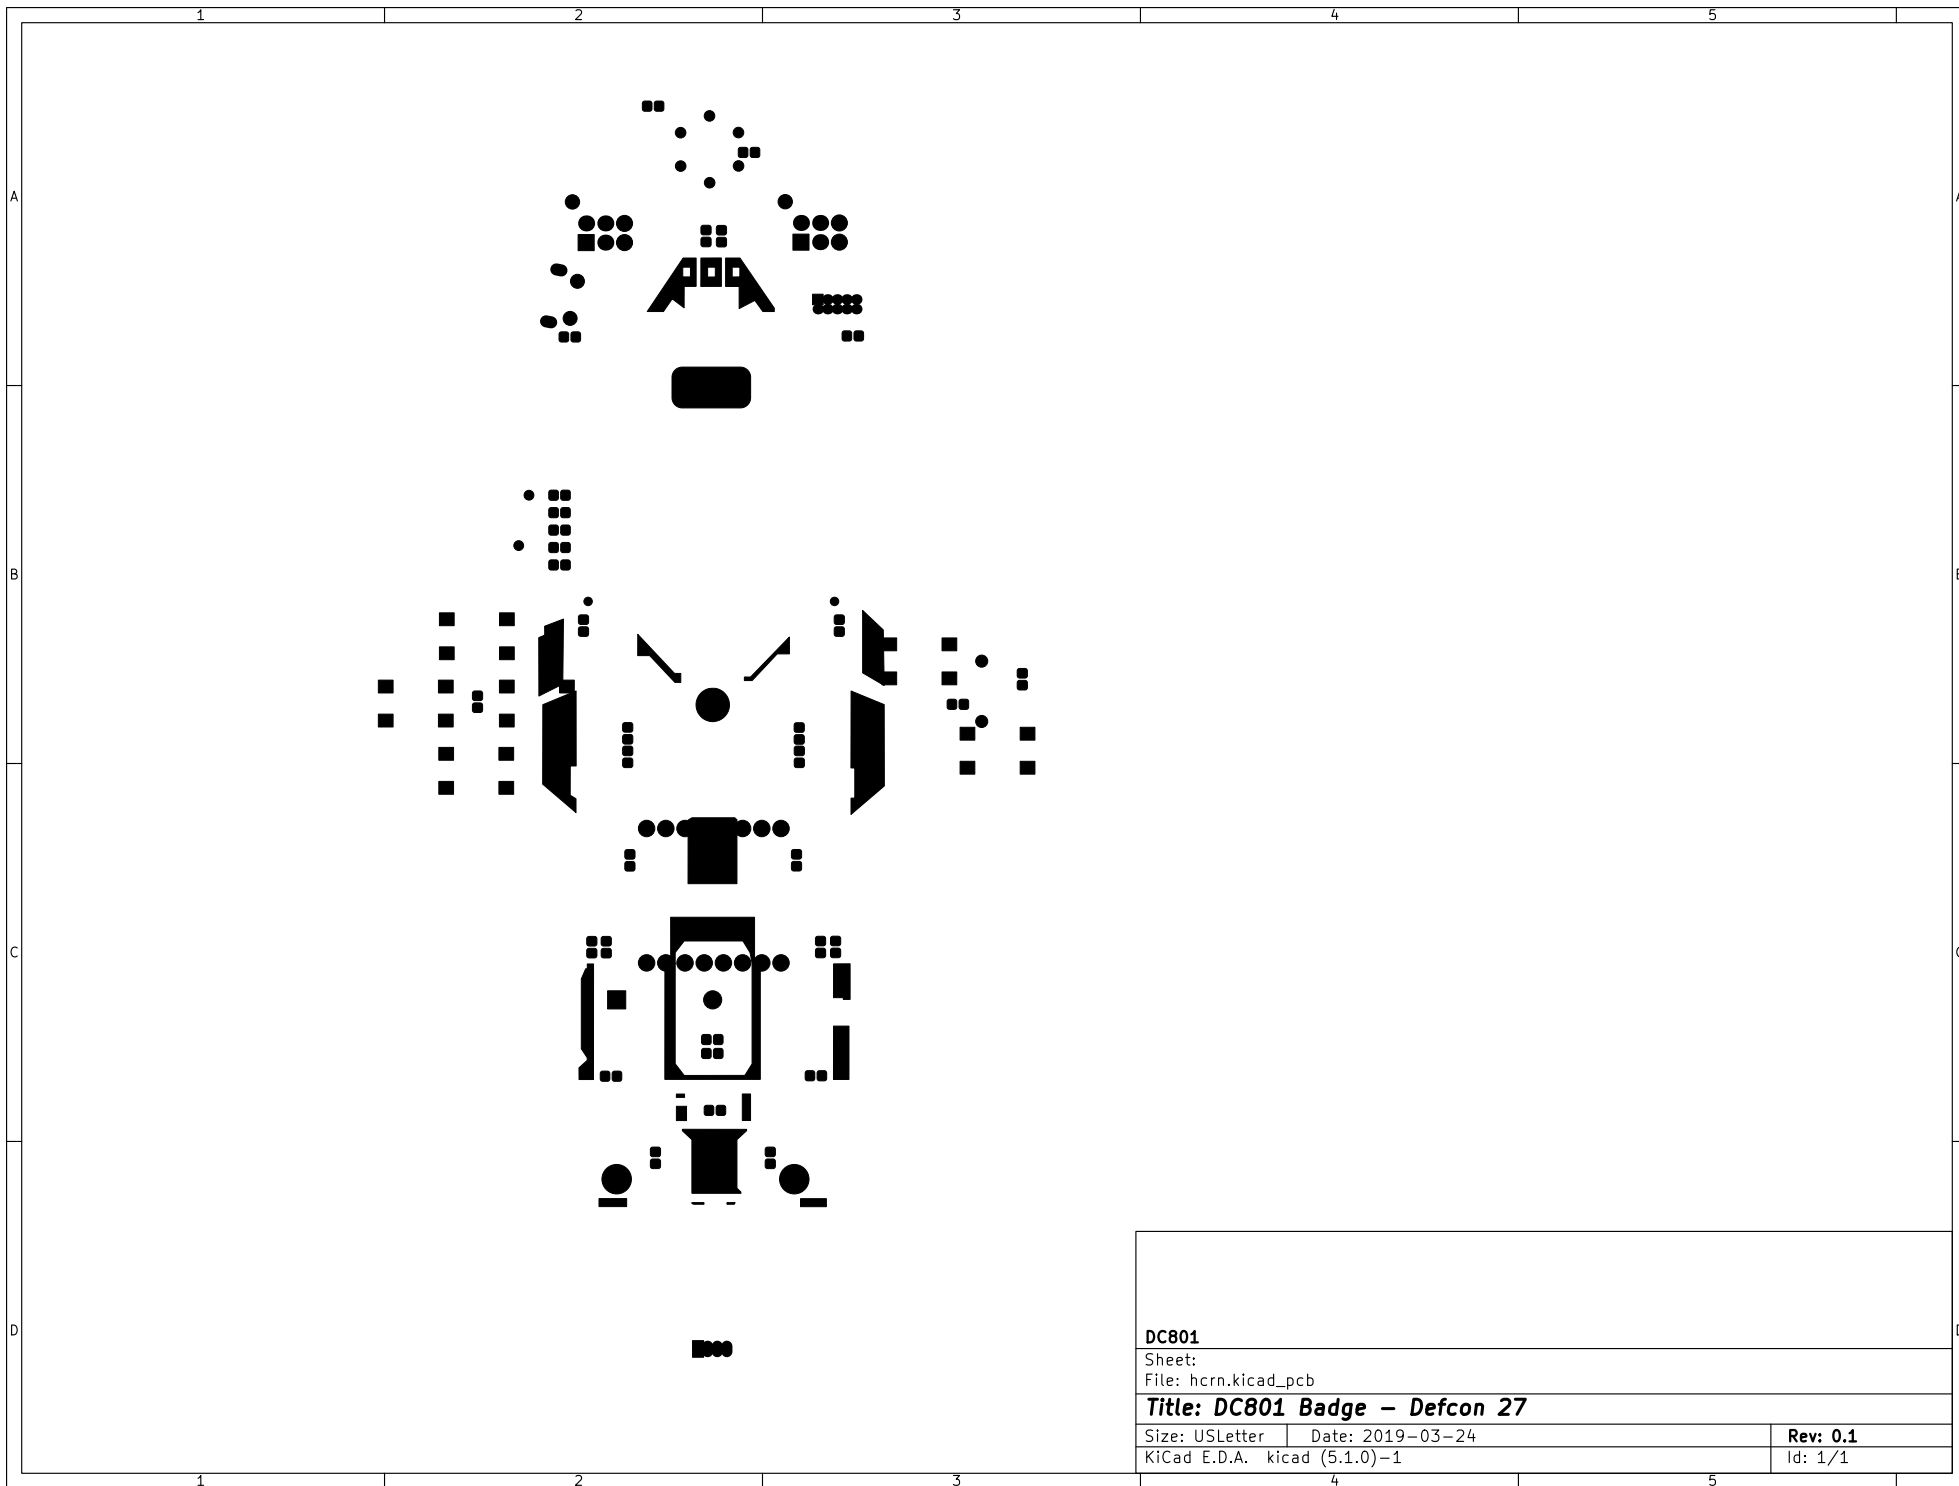 1 2 3 4 5
A A
B B
C C
D D
DC801
Sheet:
File: hcrn.kicad_pcb
Title: DC801 Badge – Defcon 27
Size: USLetter Date: 2019-03-24
Rev: 0.1
KiCad E.D.A. kicad (5.1.0)-1
Id: 1/1
1 2 3 4 5